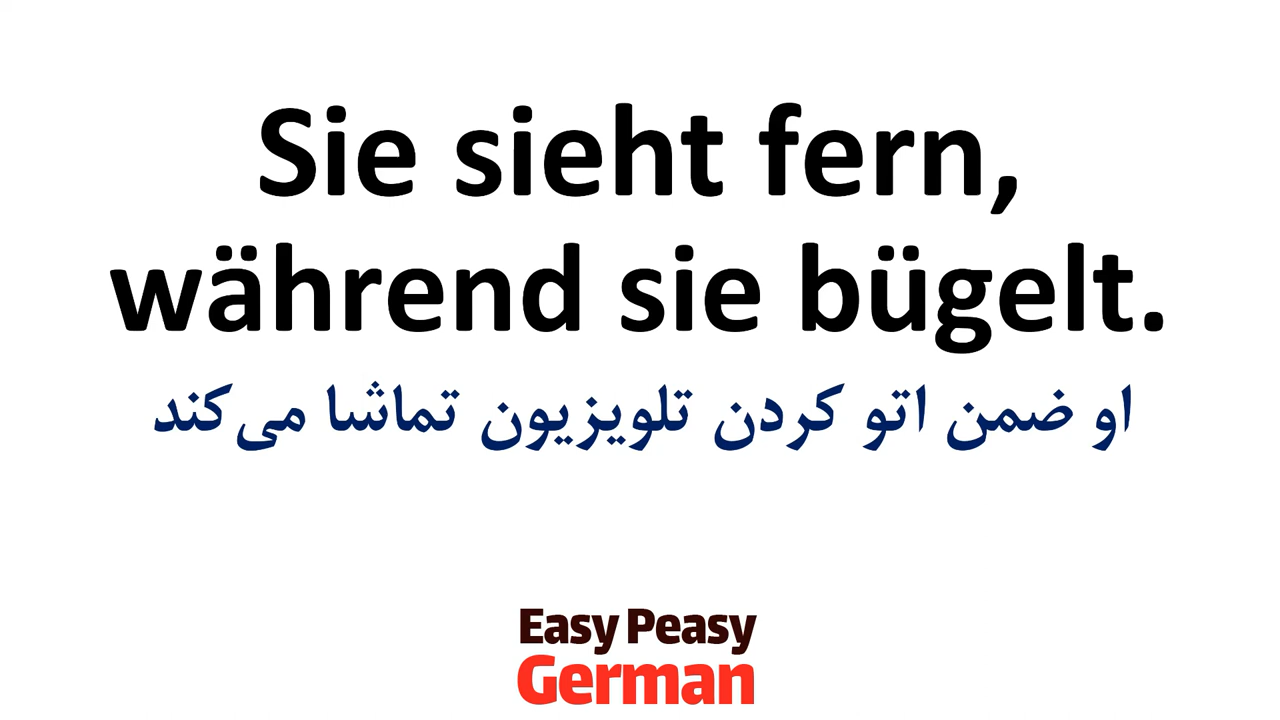 Sie sieht fern,
während sie bügelt.
او ضمن اتو کردن تلویزیون تماشا می‌کند
Easy Peasy
German